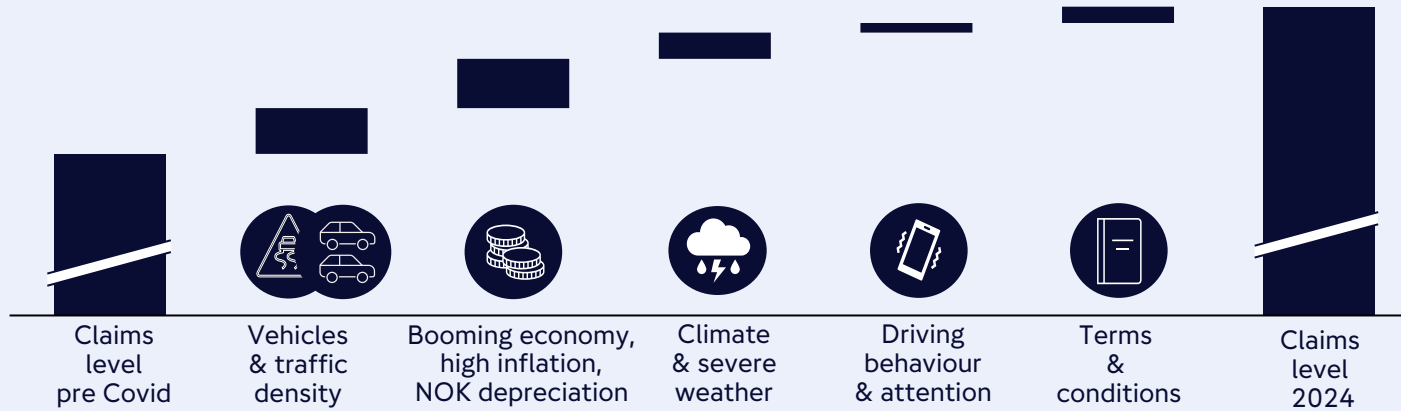 Claims
level
pre Covid
Vehicles
& traffic
density
Booming economy,
high inflation,
NOK depreciation
Climate
& severe
weather
Driving
behaviour
& attention
Terms
&
conditions
Claims
level
2024